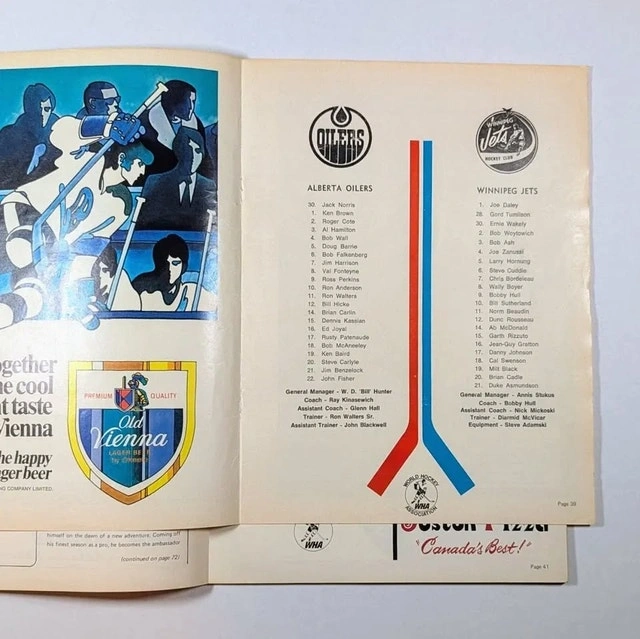 ogether
ne cool
nt taste
Vienna
he happy
ger beer
NG COMPANY LIMITED
PREMIUM QUALITY
Old
Vienna
LAGER BEER
by O'Keefe
OILERS
ALBERTA OILERS
30. Jack Norris
1. Ken Brown
2. Roger Cote
3. Al Hamilton
4. Bob Wall
5. Doug Barrie
6. Bob Falkenberg
7. Jim Harrison
8. Val Fonteyne
9. Ross Perkins
10. Ron Anderson
11. Ron Walters
12. Bill Hicke
14. Brian Carlin
15. Dennis Kassian
16. Ed Joyal
17. Rusty Patenaude
18. Bob McAneeley
19. Ken Baird
20. Steve Carlyle
21. Jim Benzelock
22. John Fisher
General Manager - W. D. 'Bill' Hunter
Coach - Ray Kinasewich
Assistant Coach - Glenn Hall
Trainer - Ron Walters Sr.
Assistant Trainer - John Blackwell
WINNIPEG
Jets
HOCKEY CLUB
WINNIPEG JETS
1. Joe Daley
28. Gord Tumilson
30. Ernie Wakely
2. Bob Woytowich
3. Bob Ash
4. Joe Zanussi
5. Larry Hornung
6. Steve Cuddie
7. Chris Bordeleau
8. Wally Boyer
9. Bobby Hull
10. Bill Sutherland
11. Norm Beaudin
12. Dunc Rousseau
14. Ab McDonald
15. Garth Rizzuto
16. Jean-Guy Gratton
17. Danny Johnson
18. Cal Swenson
19. Milt Black
20. Brian Cadle
21. Duke Asmundson
General Manager - Annis Stukus
Coach - Bobby Hull
Assistant Coach - Nick Mickoski
Trainer - Diarmid McVicar
Equipment - Steve Adamski
WORLD HOCKEY
WHA
ASSOCIATION
Page 39
himself on the dawn of a new adventure. Coming off
his finest season as a pro, he becomes the ambassador
(continued on page 72)
WHA
"Canada's Best!"
Page 41